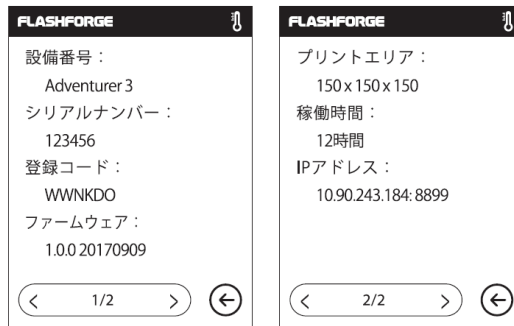 FLASHFORGE
設備番号：
Adventurer 3
シリアルナンバー：
123456
登録コード：
WWNKDO
ファームウェア：
1.0.0 20170909
1/2
FLASHFORGE
プリントエリア：
150 x 150 x 150
稼働時間：
12時間
IPアドレス：
10.90.243.184: 8899
2/2